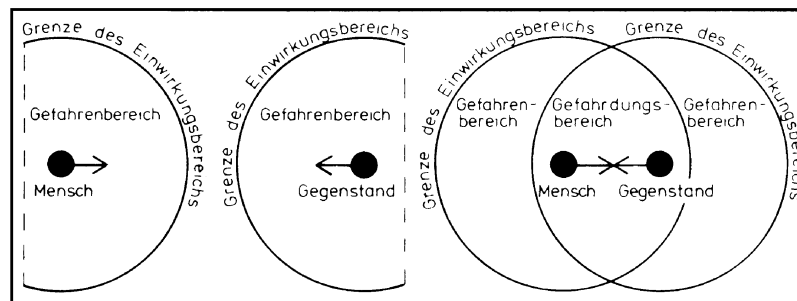 Grenze des Einwirkungsbereichs
Gefahrenbereich
Mensch
Grenze des Einwirkungsbereichs
Gefahrenbereich
Gegenstand
Grenze des Einwirkungsbereichs
Gefahren-
bereich
Gefahrdungs-
bereich
Mensch
Grenze des Einwirkungsbereichs
Gefahren-
bereich
Gegenstand